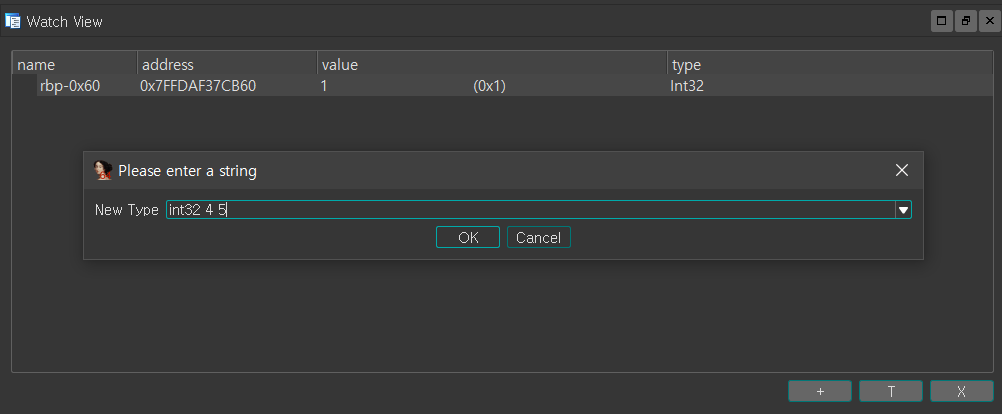 Watch View
name address value type
rbp-0x60 0x7FFDAF37CB60 1 (0x1) Int32
Please enter a string
New Type int32 4 5
OK Cancel
+ T X